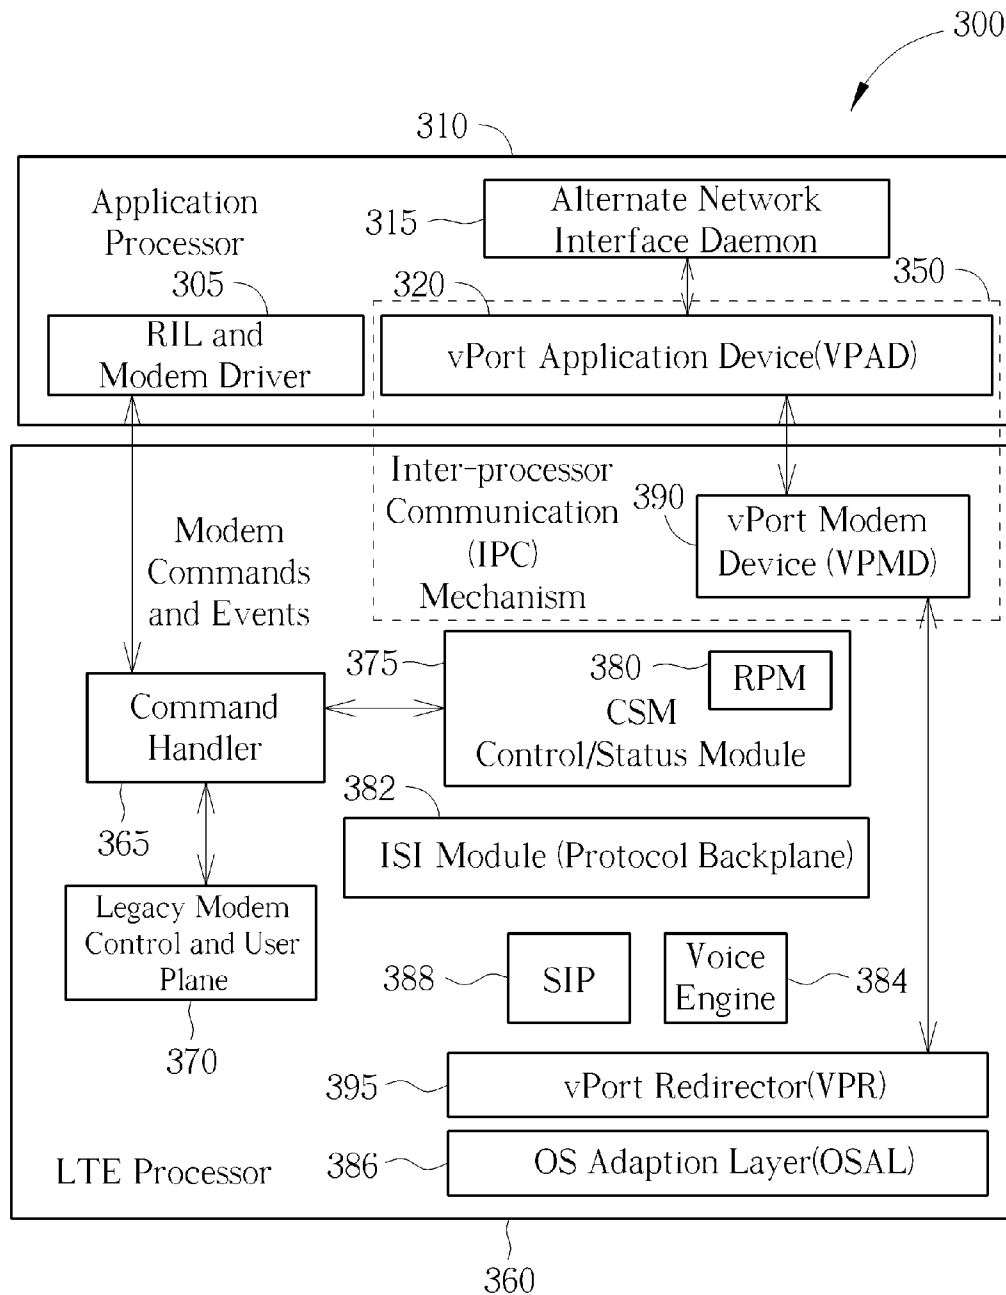 300
310
Application
Processor
315
Alternate Network
Interface Daemon
305
320
350
RIL and
Modem Driver
vPort Application Device(VPAD)
Inter-processor
Communication
(IPC)
Mechanism
390
vPort Modem
Device (VPMD)
Modem
Commands
and Events
375
380
RPM
CSM
Control/Status Module
Command
Handler
365
382
ISI Module (Protocol Backplane)
Legacy Modem
Control and User
Plane
370
388
SIP
Voice
Engine
384
395
vPort Redirector(VPR)
LTE Processor
386
OS Adaption Layer(OSAL)
360